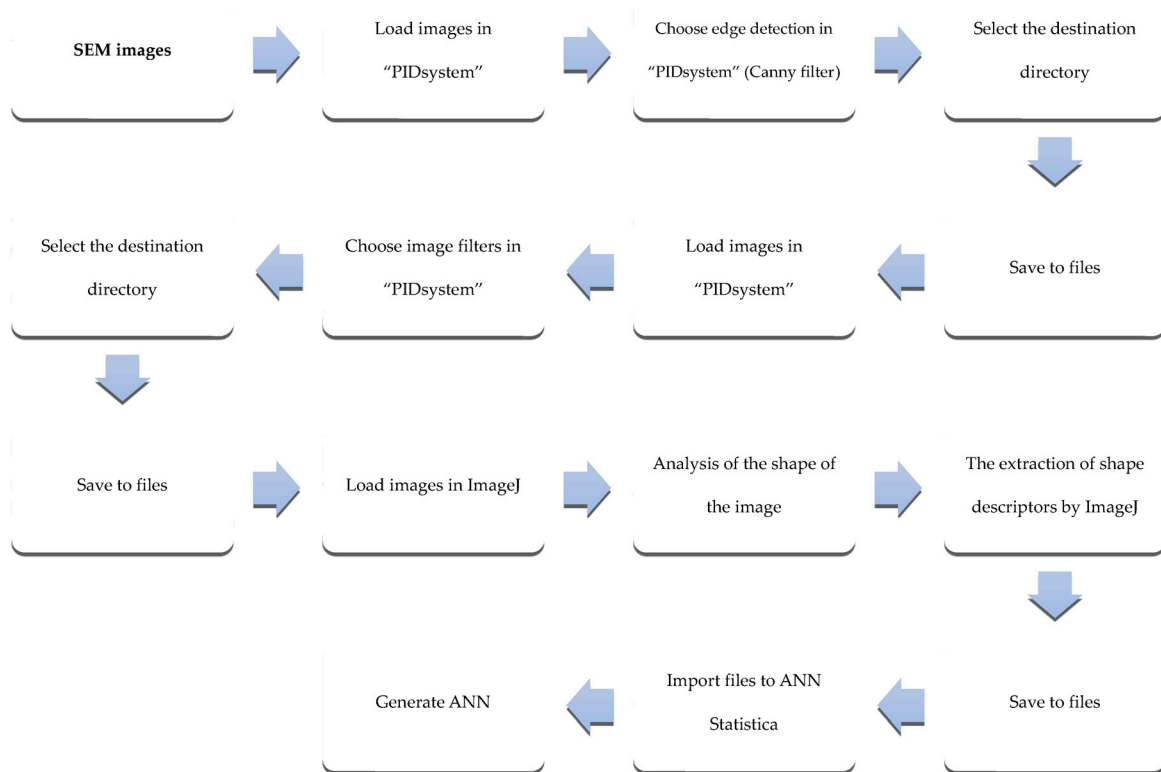 SEM images
Load images in
“PIDsystem”
Choose edge detection in
“PIDsystem” (Canny filter)
Select the destination
directory
Save to files
Load images in
“PIDsystem”
Choose image filters in
“PIDsystem”
Select the destination
directory
Save to files
Load images in ImageJ
Analysis of the shape of
the image
The extraction of shape
descriptors by ImageJ
Save to files
Import files to ANN
Statistica
Generate ANN